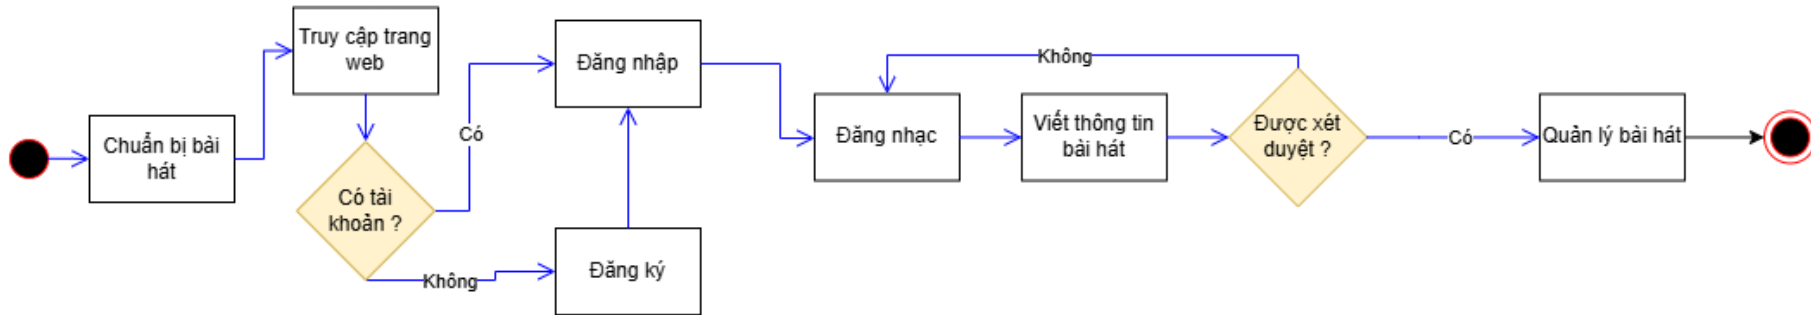 Chuẩn bị bài
hát
Truy cập trang
web
Có tài
khoản ?
Có
Không
Đăng nhập
Đăng ký
Không
Đăng nhạc
Viết thông tin
bài hát
Được xét
duyệt ?
Có
Quản lý bài hát